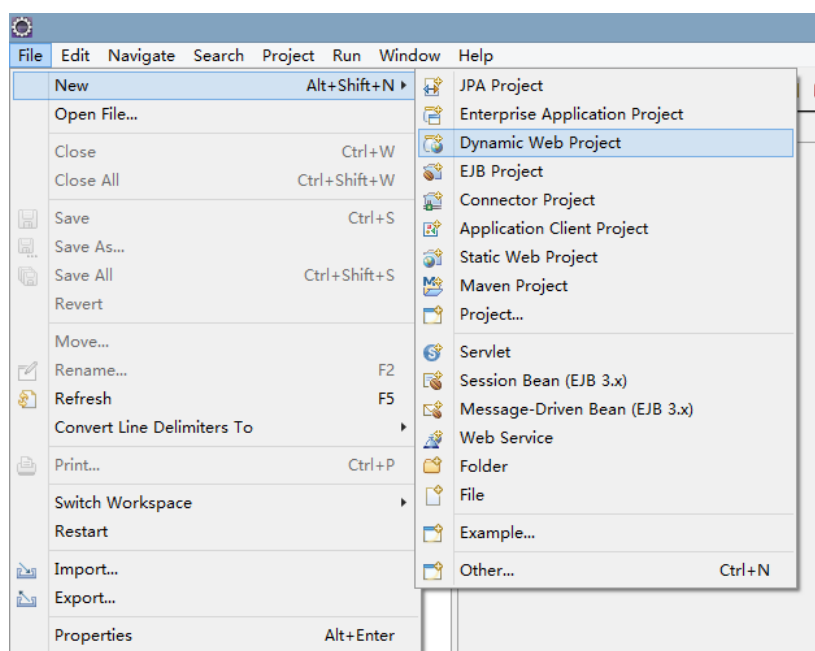 File Edit Navigate Search Project Run Window Help
New Alt+Shift+N
Open File...
Close Ctrl+W
Close All Ctrl+Shift+W
Save Ctrl+S
Save As...
Save All Ctrl+Shift+S
Revert
Move...
Rename... F2
Refresh F5
Convert Line Delimiters To
Print... Ctrl+P
Switch Workspace
Restart
Import...
Export...
Properties Alt+Enter
JPA Project
Enterprise Application Project
Dynamic Web Project
EJB Project
Connector Project
Application Client Project
Static Web Project
Maven Project
Project...
Servlet
Session Bean (EJB 3.x)
Message-Driven Bean (EJB 3.x)
Web Service
Folder
File
Example...
Other... Ctrl+N